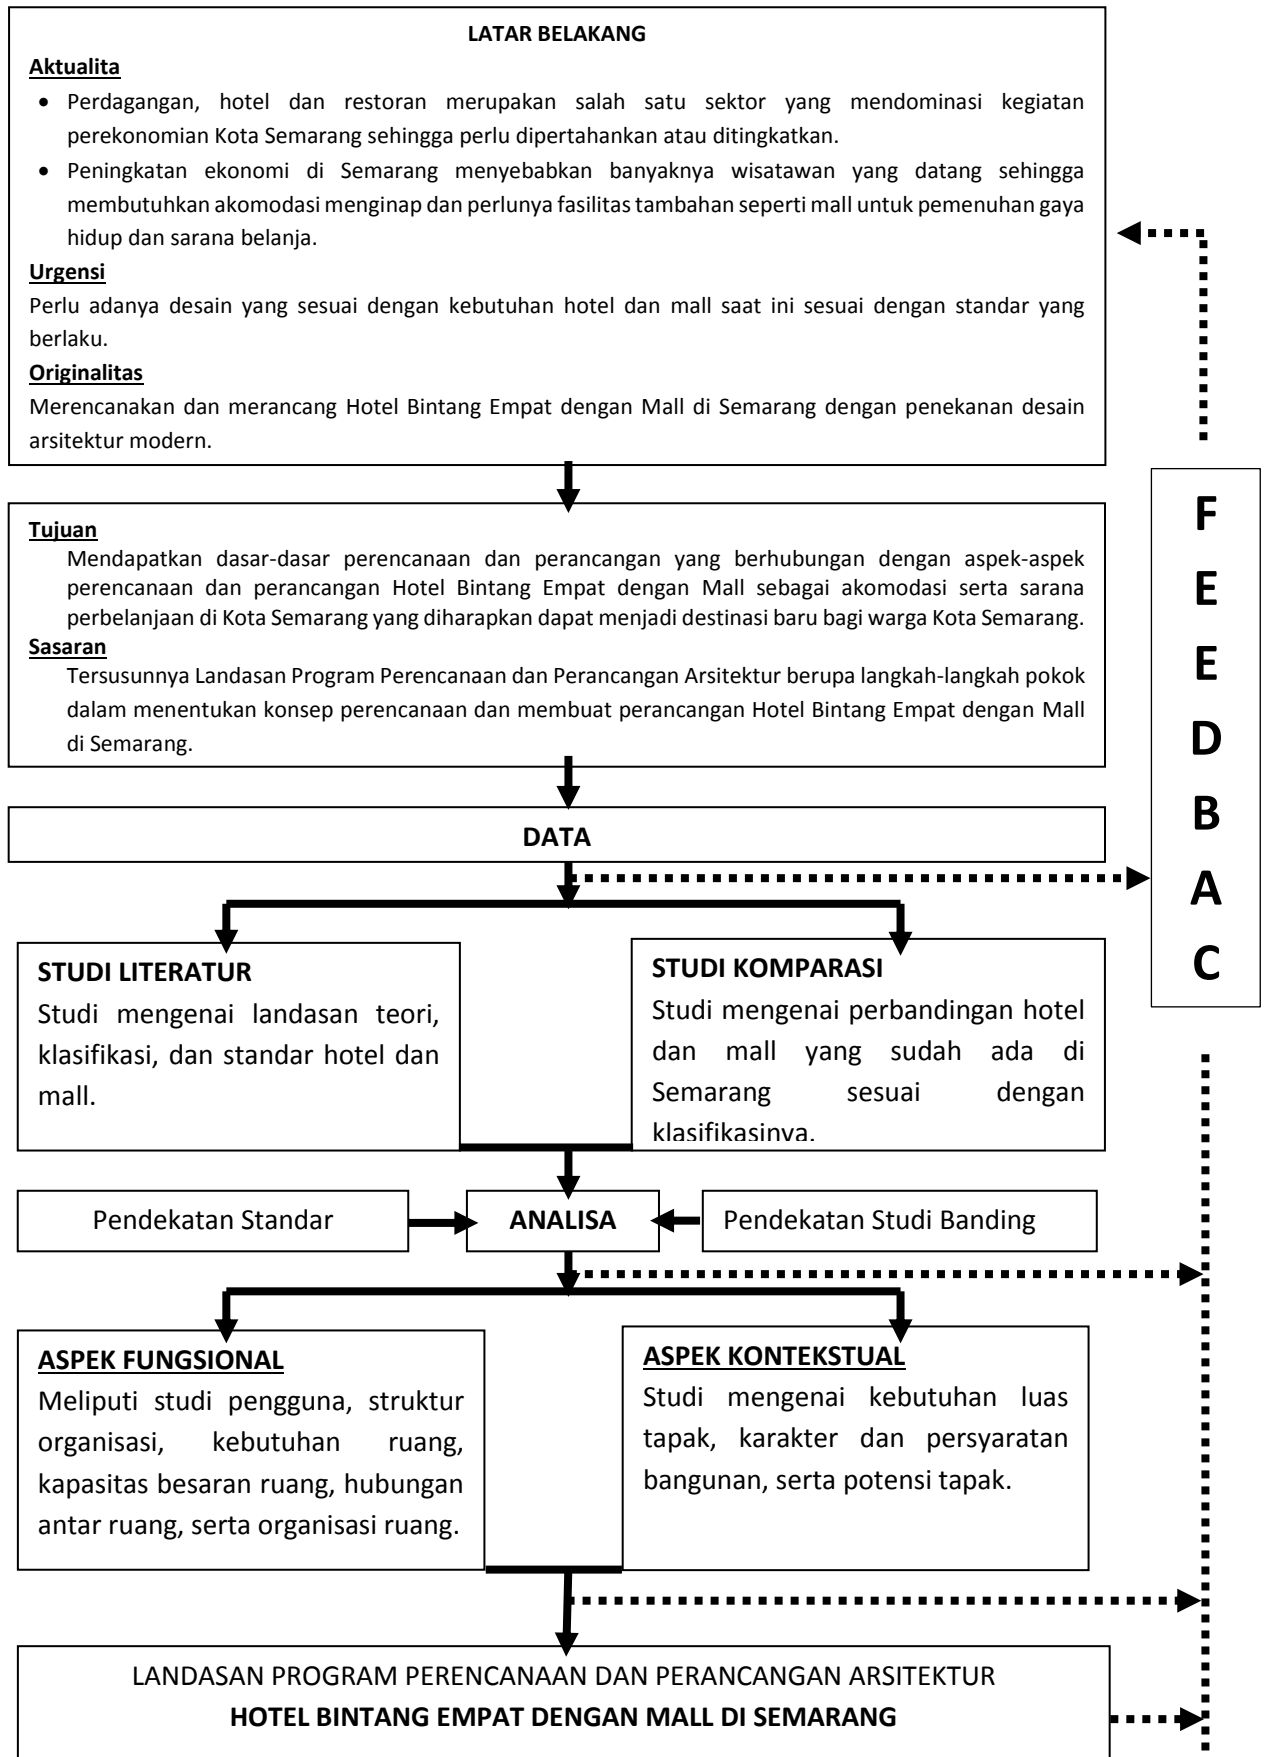 LATAR BELAKANG
Aktualita
• Perdagangan, hotel dan restoran merupakan salah satu sektor yang mendominasi kegiatan
perekonomian Kota Semarang sehingga perlu dipertahankan atau ditingkatkan.
• Peningkatan ekonomi di Semarang menyebabkan banyaknya wisatawan yang datang sehingga
membutuhkan akomodasi menginap dan perlunya fasilitas tambahan seperti mall untuk pemenuhan gaya
hidup dan sarana belanja.
Urgensi
Perlu adanya desain yang sesuai dengan kebutuhan hotel dan mall saat ini sesuai dengan standar yang
berlaku.
Originalitas
Merencanakan dan merancang Hotel Bintang Empat dengan Mall di Semarang dengan penekanan desain
arsitektur modern.
Tujuan
Mendapatkan dasar-dasar perencanaan dan perancangan yang berhubungan dengan aspek-aspek
perencanaan dan perancangan Hotel Bintang Empat dengan Mall sebagai akomodasi serta sarana
perbelanjaan di Kota Semarang yang diharapkan dapat menjadi destinasi baru bagi warga Kota Semarang.
Sasaran
Tersusunnya Landasan Program Perencanaan dan Perancangan Arsitektur berupa langkah-langkah pokok
dalam menentukan konsep perencanaan dan membuat perancangan Hotel Bintang Empat dengan Mall
di Semarang.
DATA
F
E
E
D
B
A
C
STUDI LITERATUR
Studi mengenai landasan teori,
klasifikasi, dan standar hotel dan
mall.
STUDI KOMPARASI
Studi mengenai perbandingan hotel
dan mall yang sudah ada di
Semarang sesuai dengan
klasifikasinya.
Pendekatan Standar
ANALISA
Pendekatan Studi Banding
ASPEK FUNGSIONAL
Meliputi studi pengguna, struktur
organisasi, kebutuhan ruang,
kapasitas besaran ruang, hubungan
antar ruang, serta organisasi ruang.
ASPEK KONTEKSTUAL
Studi mengenai kebutuhan luas
tapak, karakter dan persyaratan
bangunan, serta potensi tapak.
LANDASAN PROGRAM PERENCANAAN DAN PERANCANGAN ARSITEKTUR
HOTEL BINTANG EMPAT DENGAN MALL DI SEMARANG